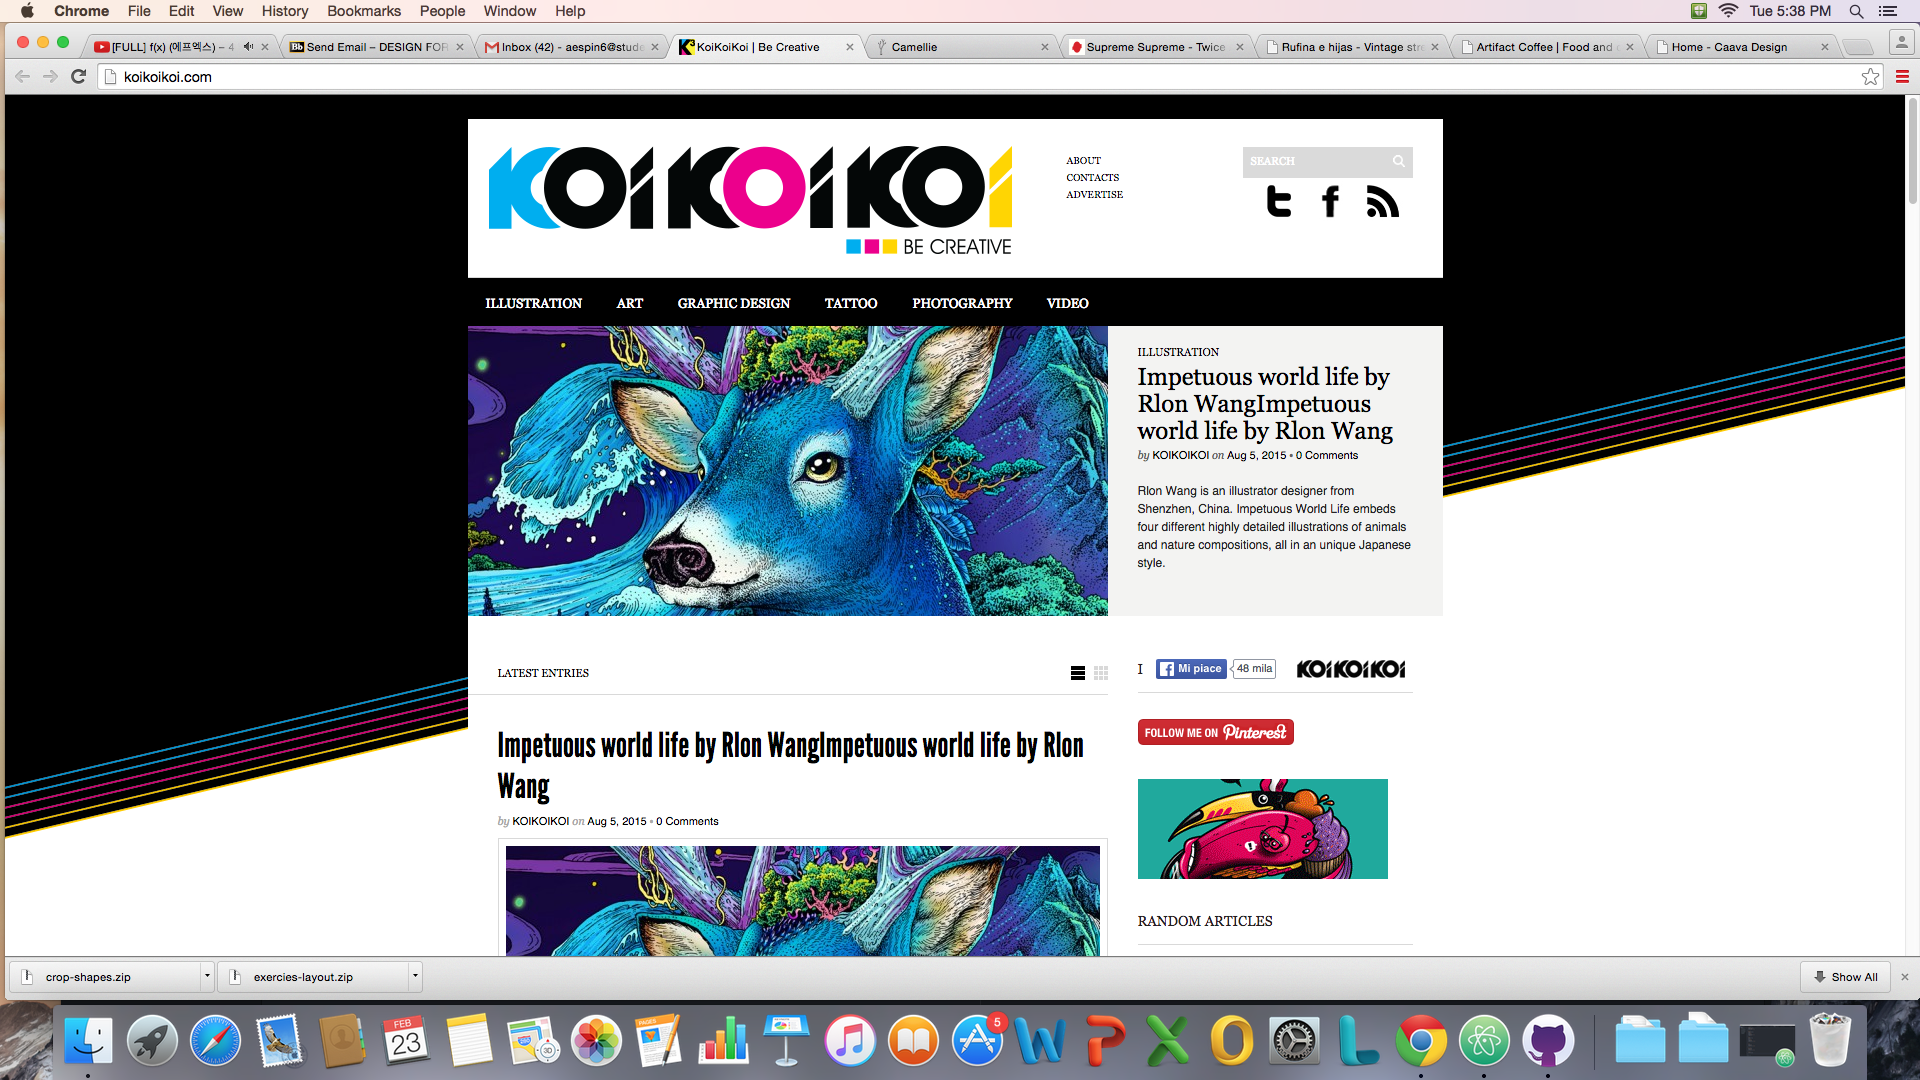 Chrome File Edit View History Bookmarks People Window Help Tue 5:38 PM
[FULL] f(x) (에프엑스) – 4
Send Email – DESIGN FOR
Inbox (42) - aespin6@stude
KoiKoiKoi | Be Creative
Camellie
Supreme Supreme - Twice
Rufina e hijas - Vintage str
Artifact Coffee | Food and
Home - Caava Design
koikoikoi.com
KOIKOIKOI
BE CREATIVE
ABOUT
CONTACTS
ADVERTISE
SEARCH
ILLUSTRATION ART GRAPHIC DESIGN TATTOO PHOTOGRAPHY VIDEO
ILLUSTRATION
Impetuous world life by
Rlon WangImpetuous
world life by Rlon Wang
by KOIKOIKOI on Aug 5, 2015 • 0 Comments
Rlon Wang is an illustrator designer from
Shenzhen, China. Impetuous World Life embeds
four different highly detailed illustrations of animals
and nature compositions, all in an unique Japanese
style.
LATEST ENTRIES
I Mi piace 48 mila KOIKOIKOI
FOLLOW ME ON Pinterest
Impetuous world life by Rlon WangImpetuous world life by Rlon
Wang
by KOIKOIKOI on Aug 5, 2015 • 0 Comments
RANDOM ARTICLES
crop-shapes.zip
exercies-layout.zip
Show All
FEB
23
3D
PAGES
5